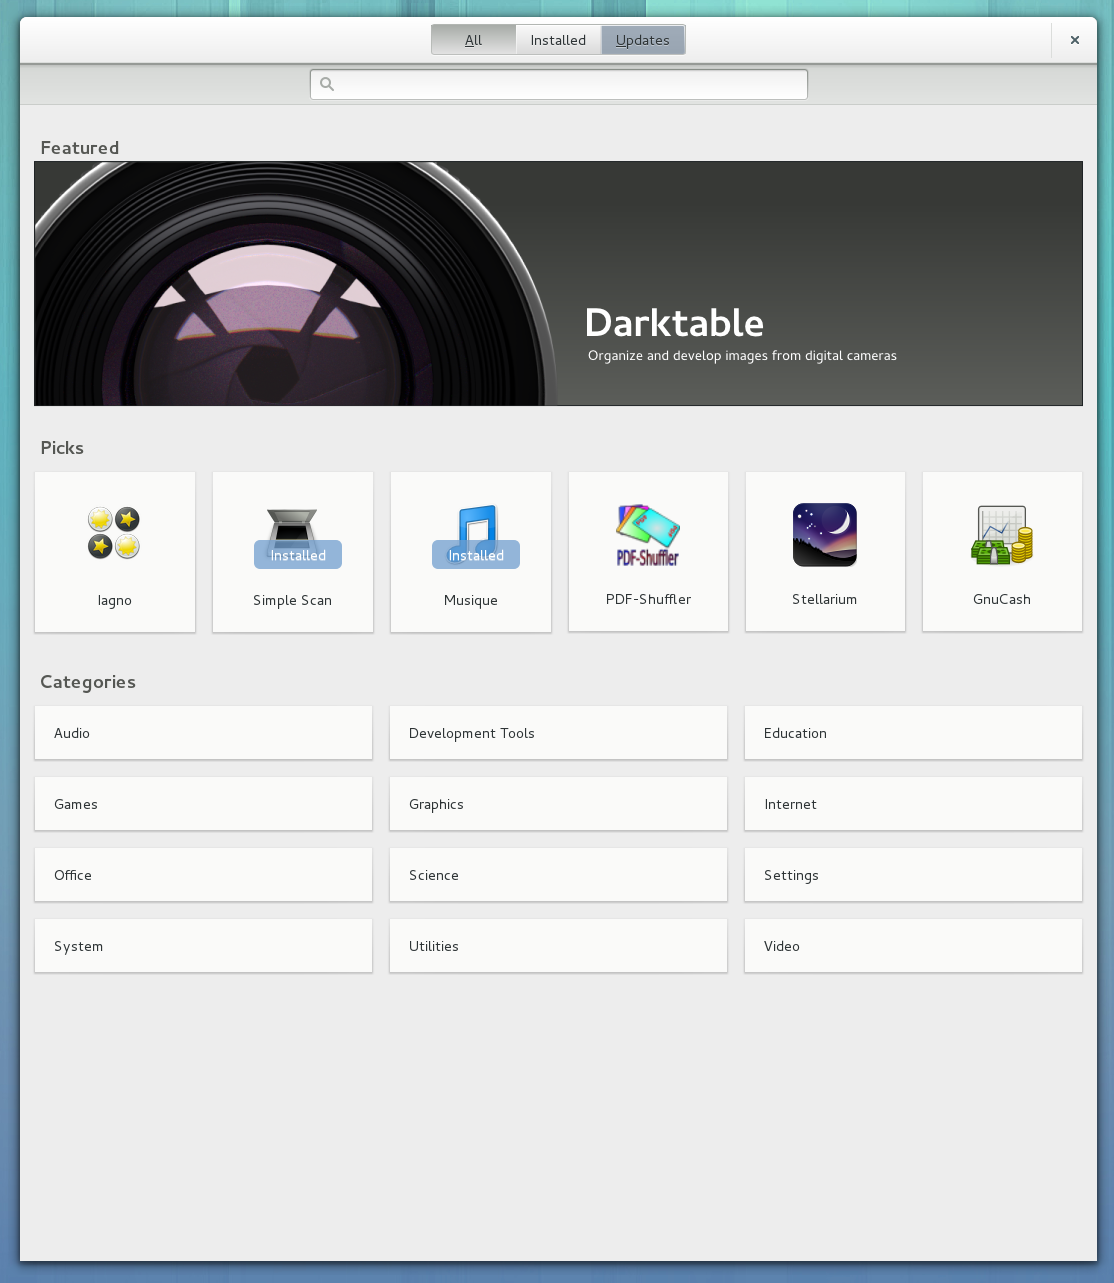 All Installed Updates
Featured
Darktable
Organize and develop images from digital cameras
Picks
Installed Installed PDF-Shuffler
Iagno Simple Scan Musique PDF-Shuffler Stellarium GnuCash
Categories
Audio Development Tools Education
Games Graphics Internet
Office Science Settings
System Utilities Video